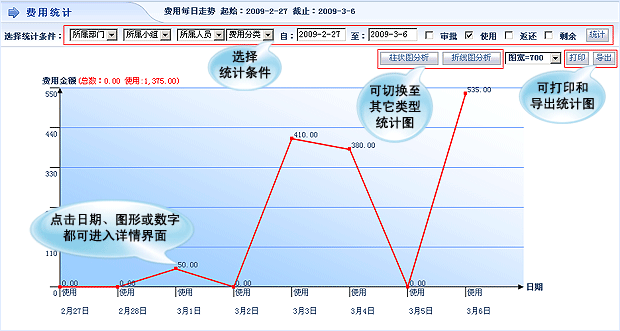 费用统计
费用每日走势 起始：2009-2-27 截止：2009-3-6
选择统计条件： 所属部门 所属小组 所属人员 费用分类 自： 2009-2-27 至： 2009-3-6 审批 使用 返还 剩余 统计
选择
统计条件
柱状图分析 折线图分析 图宽=700 打印 导出
可切换至
其它类型
统计图
可打印和
导出统计图
费用金额(总数：0.00 使用:1,375.00)
550
535.00
440
410.00
380.00
330
点击日期、图形或数字
都可进入详情界面
110
50.00
0.00 0.00 0.00 0.00
0 使用 使用 使用 使用 使用 使用 使用 使用 日期
2月27日 2月28日 3月1日 3月2日 3月3日 3月4日 3月5日 3月6日